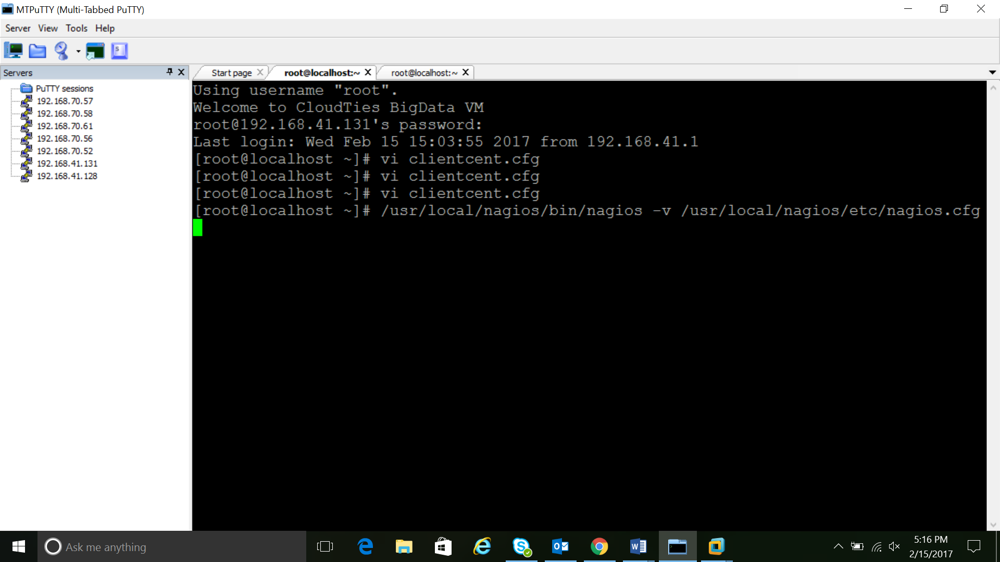 MTPuTTY (Multi-Tabbed PuTTY)
Server View Tools Help
Servers
PuTTY sessions
192.168.70.57
192.168.70.58
192.168.70.61
192.168.70.56
192.168.70.52
192.168.41.131
192.168.41.128
Start page root@localhost:~ root@localhost:~
Using username "root".
Welcome to CloudTies BigData VM
root@192.168.41.131's password:
Last login: Wed Feb 15 15:03:55 2017 from 192.168.41.1
[root@localhost ~]# vi clientcent.cfg
[root@localhost ~]# vi clientcent.cfg
[root@localhost ~]# vi clientcent.cfg
[root@localhost ~]# /usr/local/nagios/bin/nagios -v /usr/local/nagios/etc/nagios.cfg
Ask me anything
5:16 PM
2/15/2017